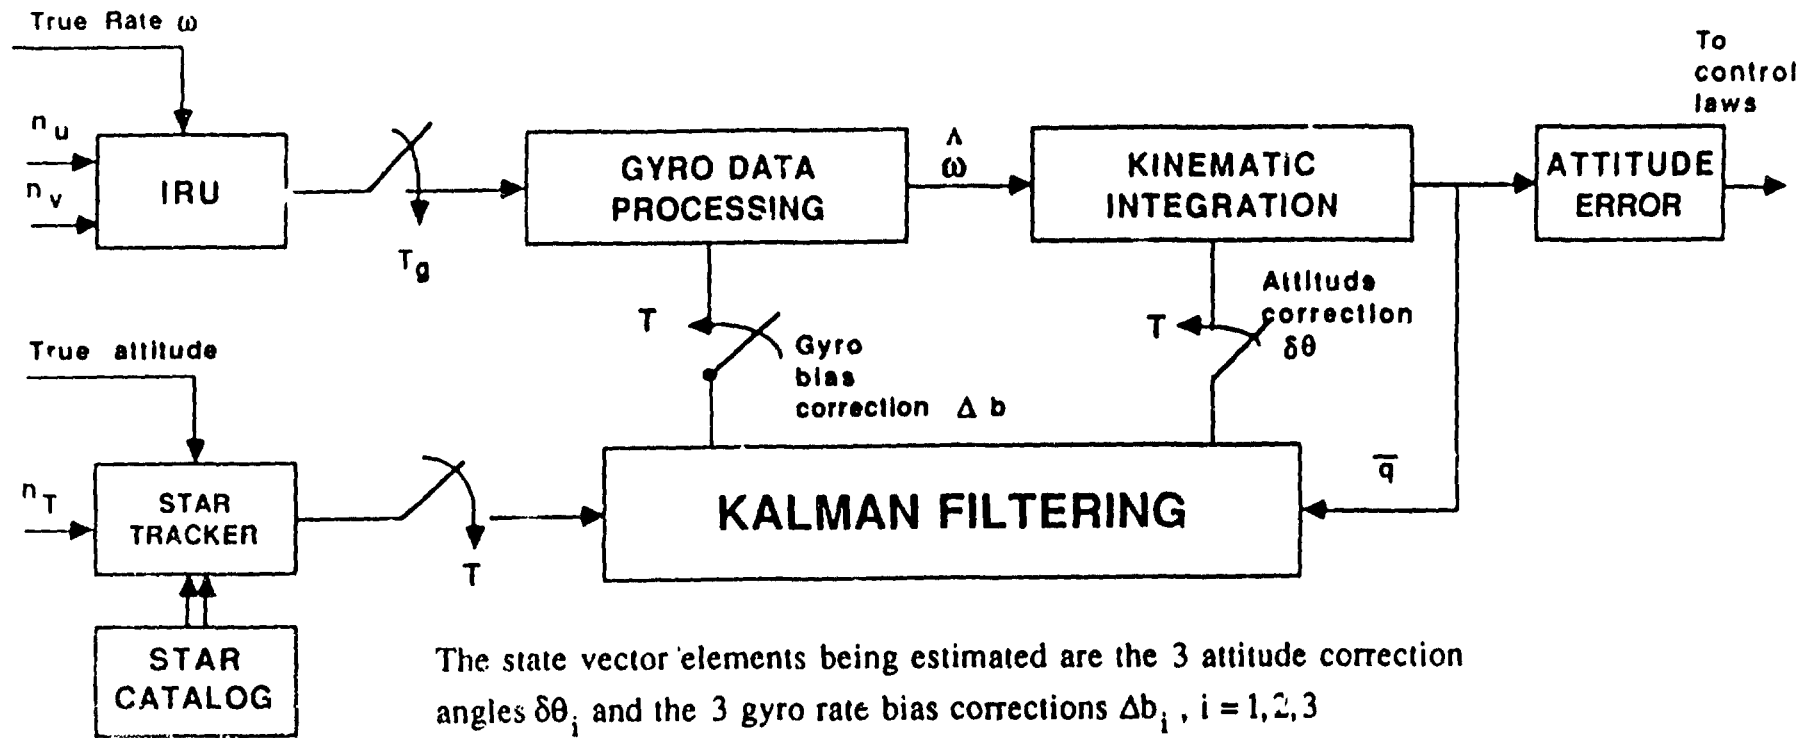 True Rate ω
n u
n v
IRU
T g
GYRO DATA
PROCESSING
^
ω
KINEMATIC
INTEGRATION
ATTITUDE
ERROR
To
control
laws
T
Gyro
bias
correction Δ b
T
Attitude
correction
δθ
True attitude
n T
STAR
TRACKER
T
KALMAN FILTERING
q̅
STAR
CATALOG
The state vector elements being estimated are the 3 attitude correction
angles δθi and the 3 gyro rate bias corrections Δbi , i = 1, 2, 3